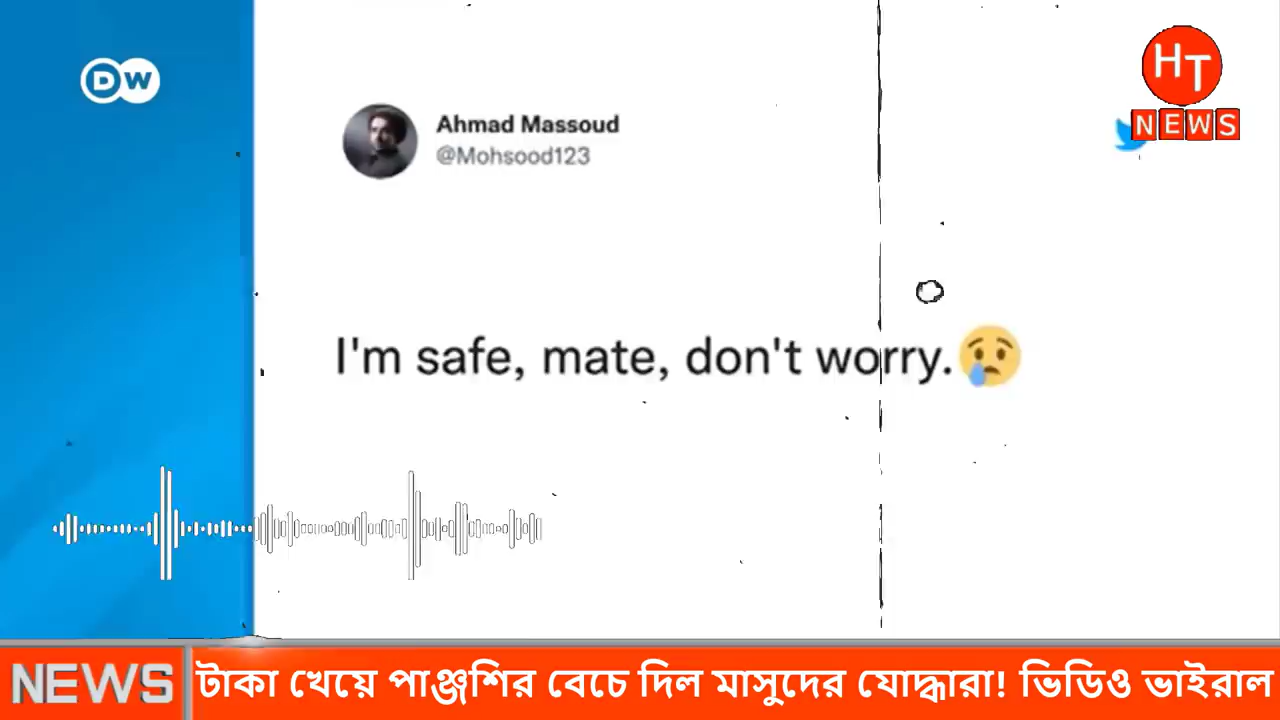 DW
HT
NEWS
Ahmad Massoud
@Mohsood123
I'm safe, mate, don't worry.😢
NEWS
টাকা খেয়ে পাঞ্জশির বেচে দিল মাসুদের যোদ্ধারা! ভিডিও ভাইরাল